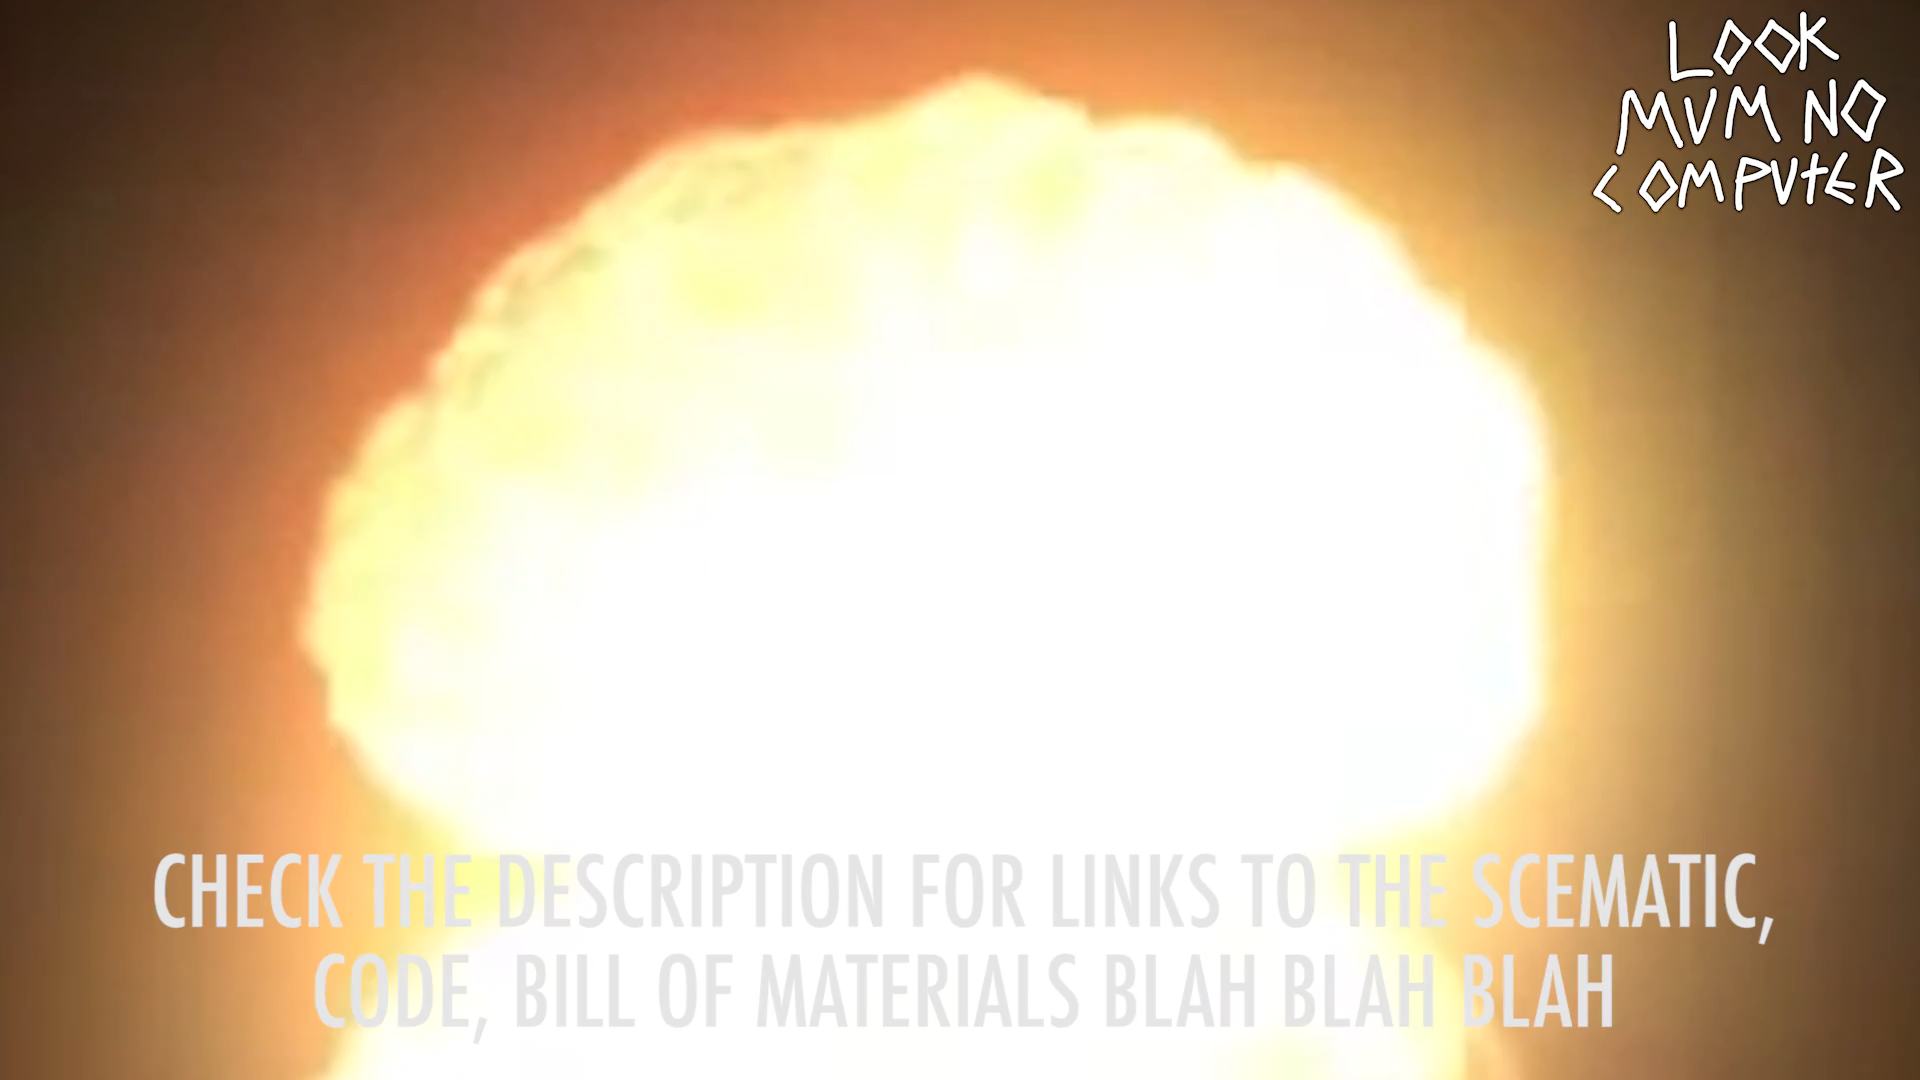 LOOK
MUM NO
COMPUTER
CHECK THE DESCRIPTION FOR LINKS TO THE SCEMATIC,
CODE, BILL OF MATERIALS BLAH BLAH BLAH